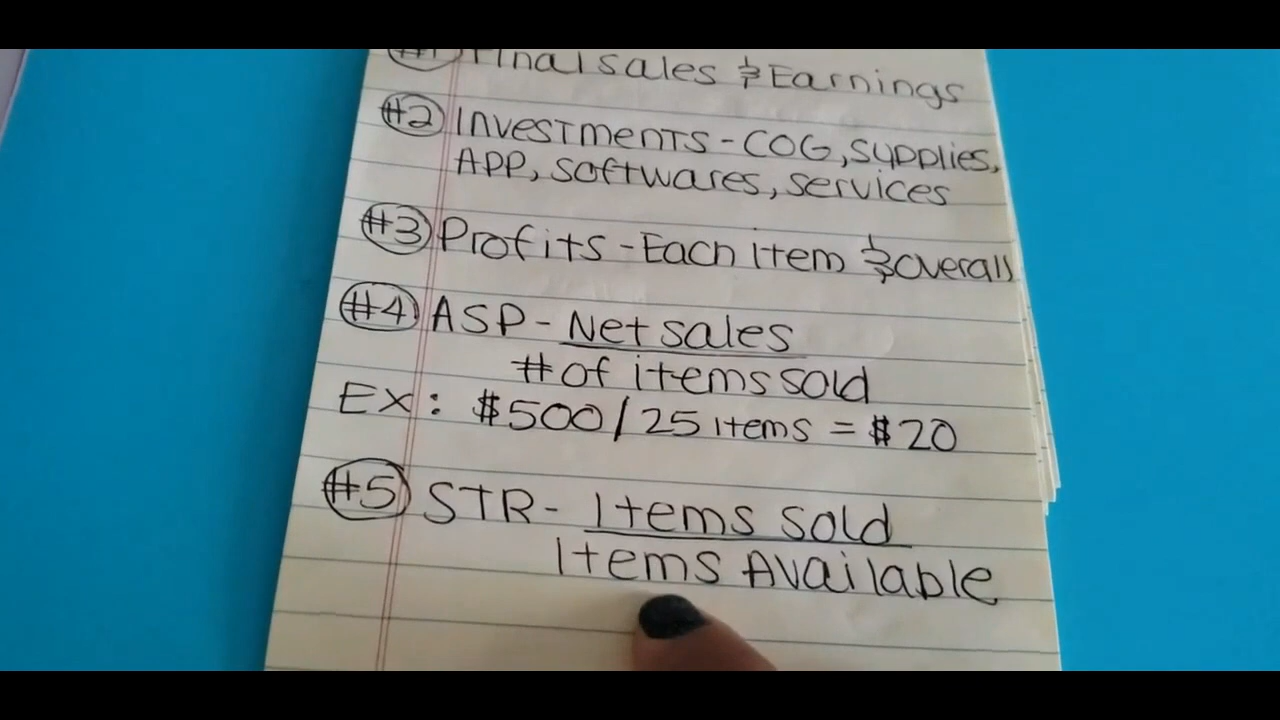 #1 Final sales & Earnings
#2 Investments - COG, supplies,
APP, softwares, services
#3 Profits - Each item & overall
#4 ASP - Net sales
# of items sold
EX: $500/25 items = $20
#5 STR - Items sold
Items Available